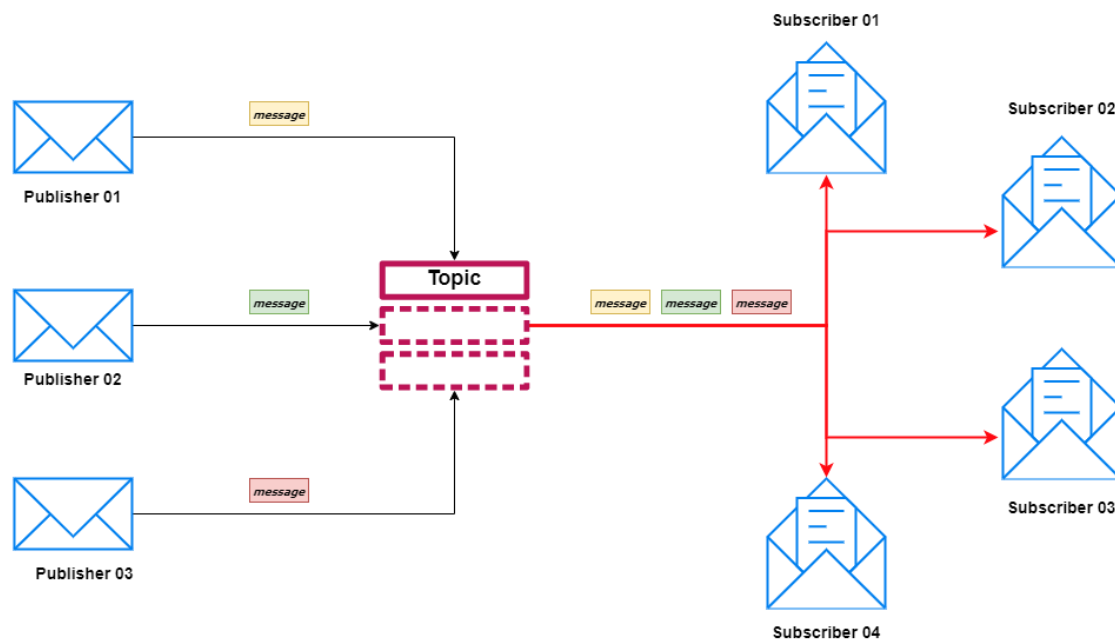 Subscriber 01
message
Publisher 01
Subscriber 02
Topic
message
message
message
message
Publisher 02
message
Publisher 03
Subscriber 03
Subscriber 04